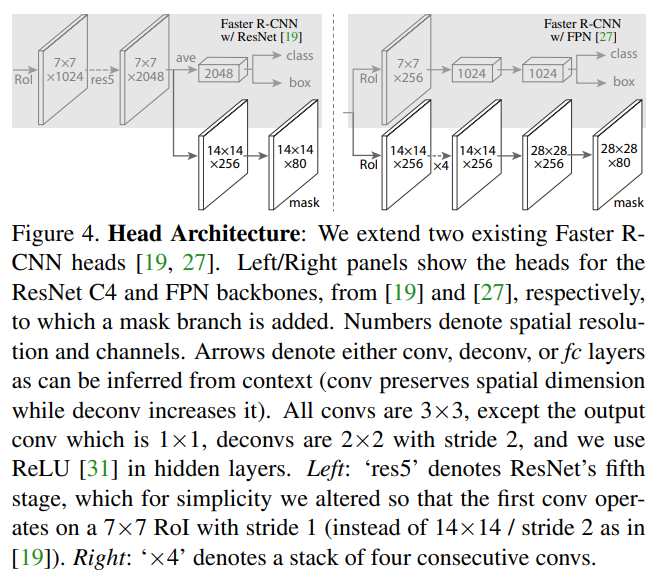 Faster R-CNN
w/ ResNet [19]
RoI
7×7
×1024
res5
7×7
×2048
ave
2048
class
box
14×14
×256
14×14
×80
mask
Faster R-CNN
w/ FPN [27]
RoI
7×7
×256
1024
1024
class
box
RoI
14×14
×256
×4
14×14
×256
28×28
×256
28×28
×80
mask
Figure 4. Head Architecture: We extend two existing Faster R-
CNN heads [19, 27]. Left/Right panels show the heads for the
ResNet C4 and FPN backbones, from [19] and [27], respectively,
to which a mask branch is added. Numbers denote spatial resolu-
tion and channels. Arrows denote either conv, deconv, or fc layers
as can be inferred from context (conv preserves spatial dimension
while deconv increases it). All convs are 3×3, except the output
conv which is 1×1, deconvs are 2×2 with stride 2, and we use
ReLU [31] in hidden layers. Left: ‘res5’ denotes ResNet’s fifth
stage, which for simplicity we altered so that the first conv oper-
ates on a 7×7 RoI with stride 1 (instead of 14×14 / stride 2 as in
[19]). Right: ‘×4’ denotes a stack of four consecutive convs.